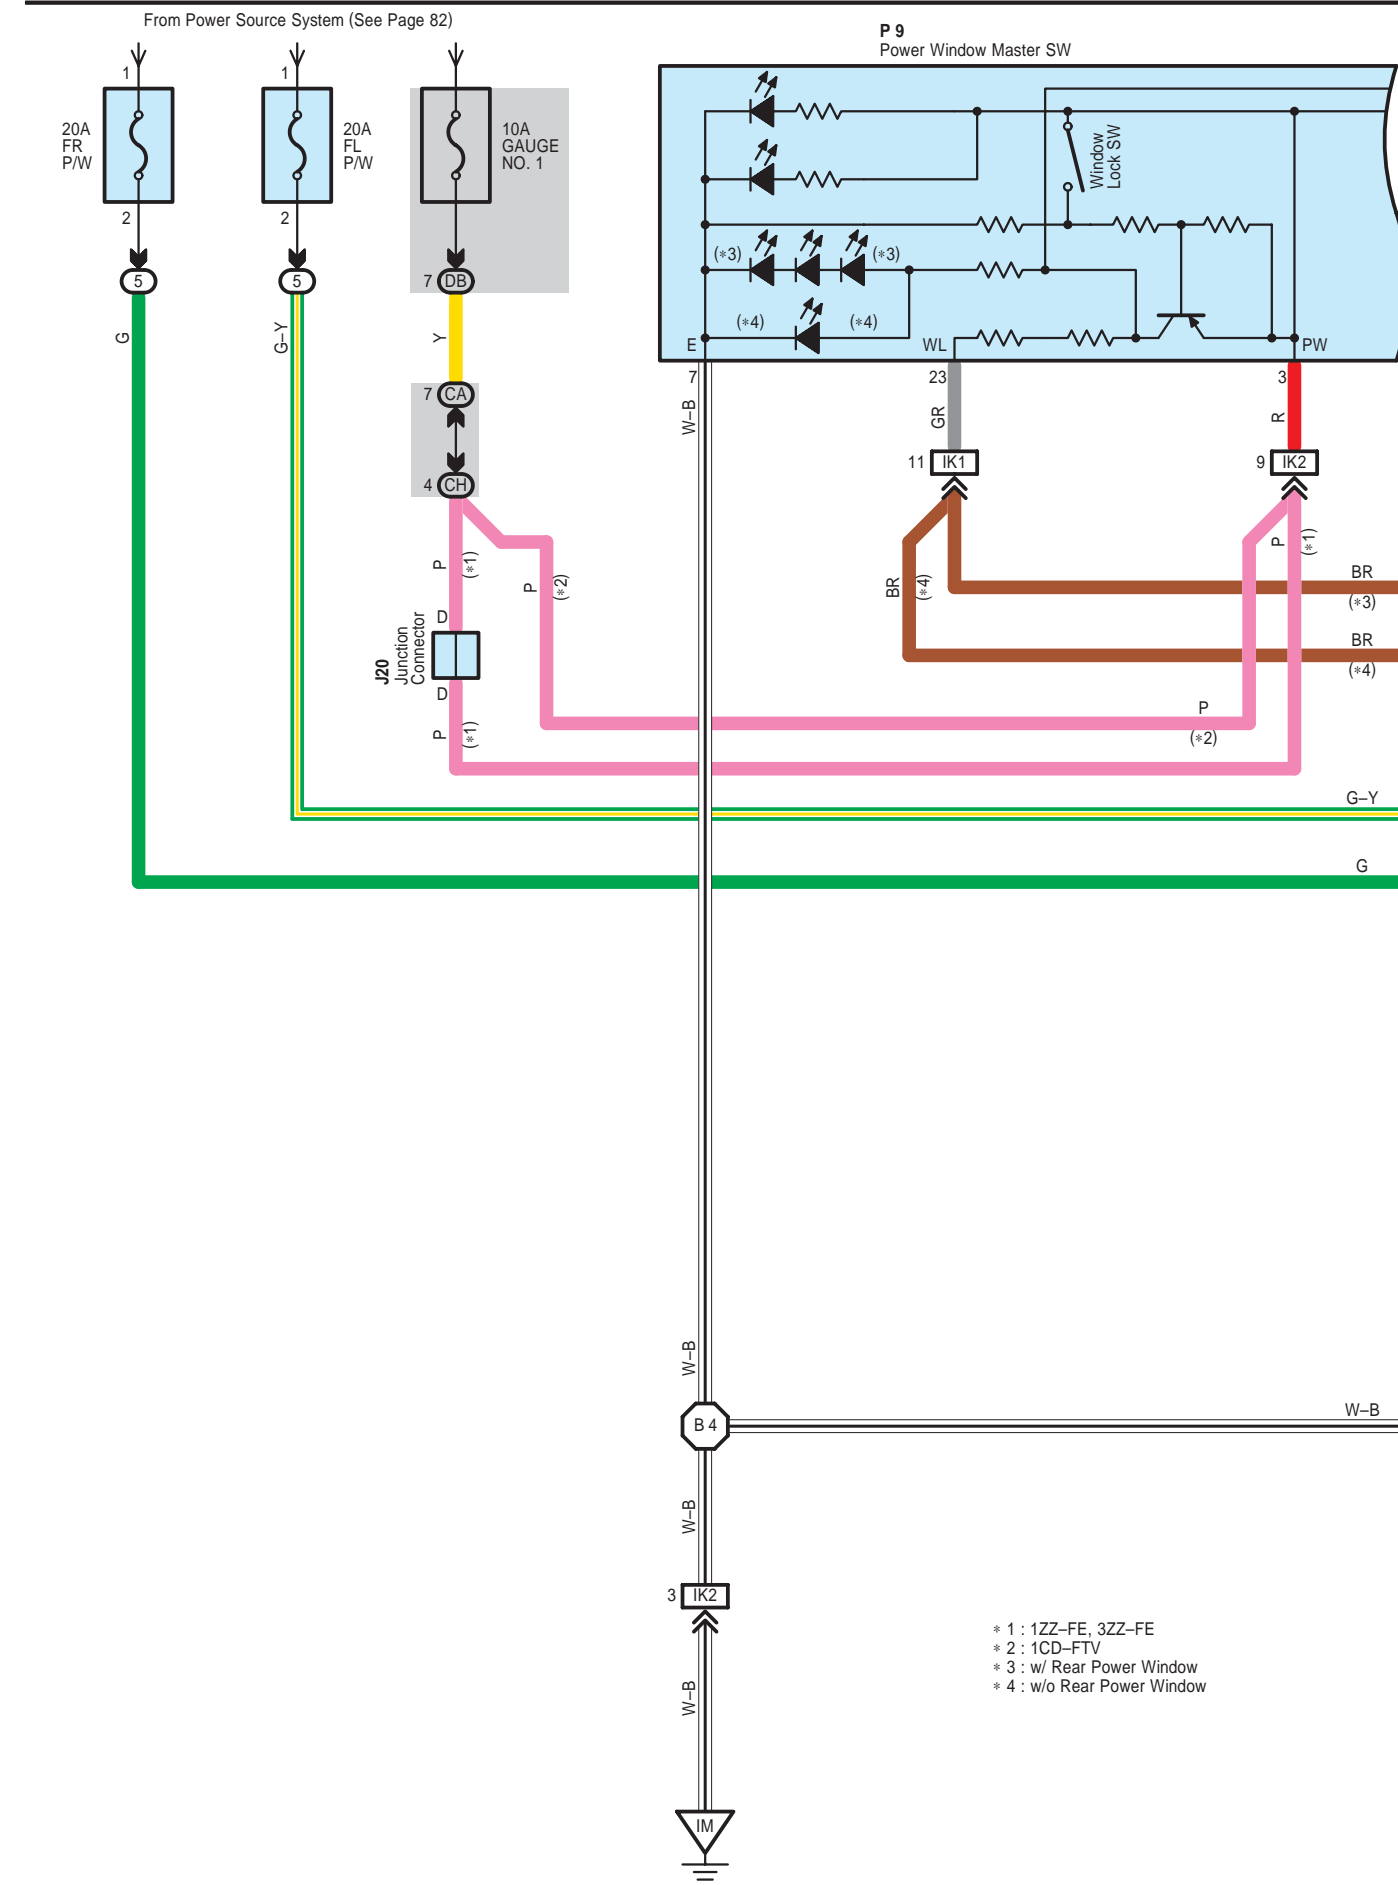 From Power Source System (See Page 82)
P 9
Power Window Master SW
1
20A
FR
P/W
2
5
G
1
20A
FL
P/W
2
5
G–Y
10A
GAUGE
NO. 1
7 DB
Y
7 CA
4 CH
P
(∗1)
P
(∗2)
D
J20
Junction
Connector
D
P
(∗1)
Window
Lock SW
(∗3)
(∗3)
(∗4)
(∗4)
E
WL
PW
7
23
3
W–B
GR
R
11 IK1
9 IK2
BR
(∗4)
P
(∗1)
BR
(∗3)
BR
(∗4)
P
(∗2)
G–Y
G
W–B
B 4
W–B
W–B
3 IK2
W–B
IM
∗ 1 : 1ZZ–FE, 3ZZ–FE
∗ 2 : 1CD–FTV
∗ 3 : w/ Rear Power Window
∗ 4 : w/o Rear Power Window